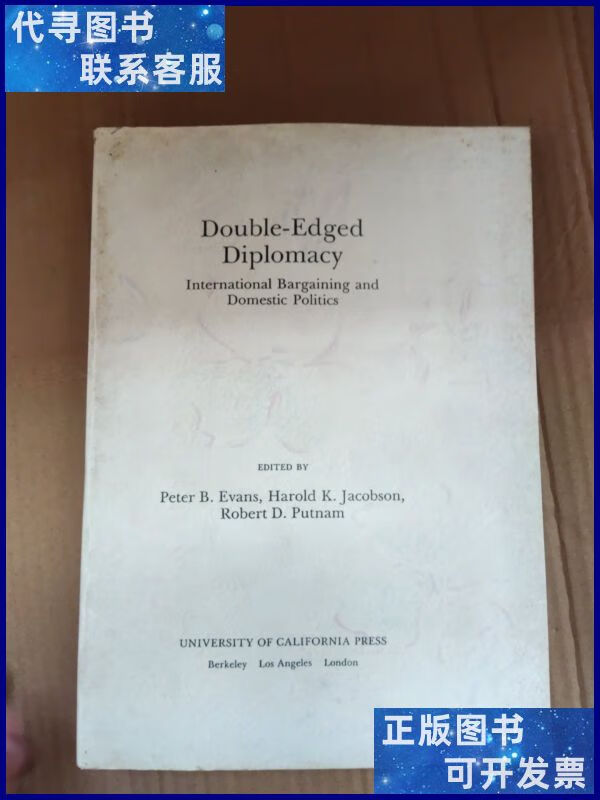 代寻图书
联系客服
Double-Edged
Diplomacy
International Bargaining and
Domestic Politics
EDITED BY
Peter B. Evans, Harold K. Jacobson,
Robert D. Putnam
UNIVERSITY OF CALIFORNIA PRESS
Berkeley Los Angeles London
正版图书
可开发票